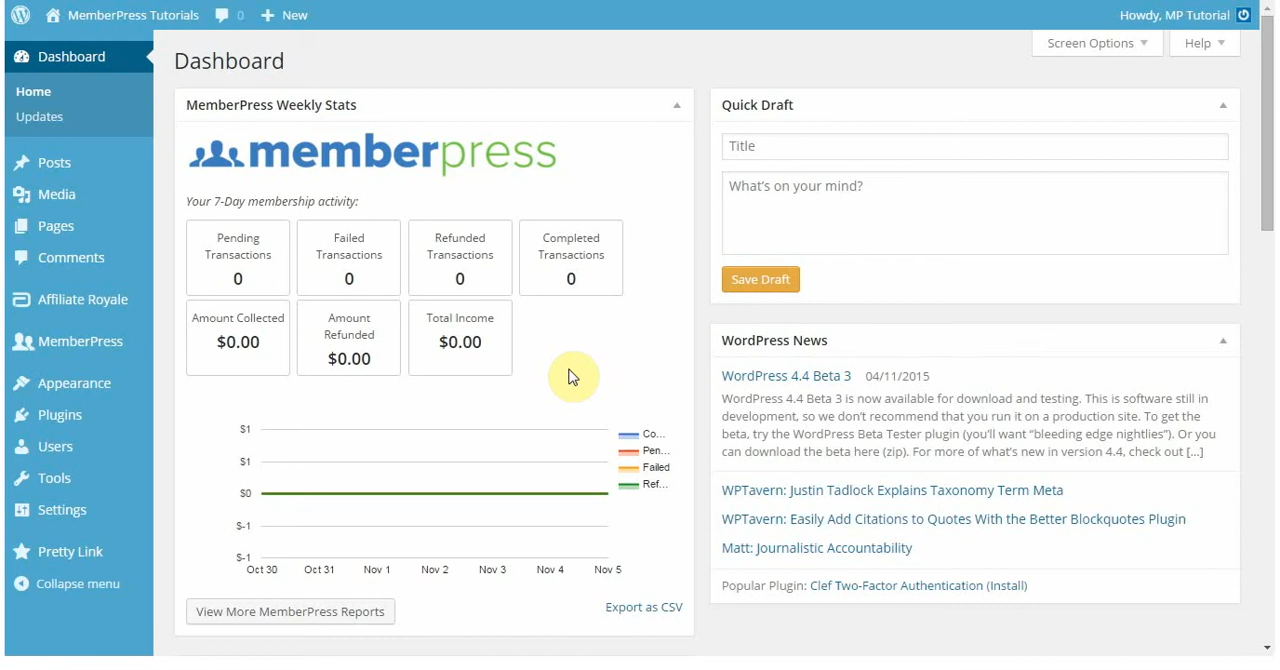 MemberPress Tutorials 0 New Howdy, MP Tutorial
Screen Options Help
Dashboard
Home
Updates
Posts
Media
Pages
Comments
Affiliate Royale
MemberPress
Appearance
Plugins
Users
Tools
Settings
Pretty Link
Collapse menu
Dashboard
MemberPress Weekly Stats
memberpress
Your 7-Day membership activity:
Pending
Transactions
0
Failed
Transactions
0
Refunded
Transactions
0
Completed
Transactions
0
Amount Collected
$0.00
Amount
Refunded
$0.00
Total Income
$0.00
$1
$1
$0
$-1
$-1
Oct 30 Oct 31 Nov 1 Nov 2 Nov 3 Nov 4 Nov 5
Co...
Pen...
Failed
Ref...
View More MemberPress Reports
Export as CSV
Quick Draft
Title
What's on your mind?
Save Draft
WordPress News
WordPress 4.4 Beta 3 04/11/2015
WordPress 4.4 Beta 3 is now available for download and testing. This is software still in
development, so we don't recommend that you run it on a production site. To get the
beta, try the WordPress Beta Tester plugin (you'll want "bleeding edge nightlies"). Or you
can download the beta here (zip). For more of what's new in version 4.4, check out [...]
WPTavern: Justin Tadlock Explains Taxonomy Term Meta
WPTavern: Easily Add Citations to Quotes With the Better Blockquotes Plugin
Matt: Journalistic Accountability
Popular Plugin: Clef Two-Factor Authentication (Install)